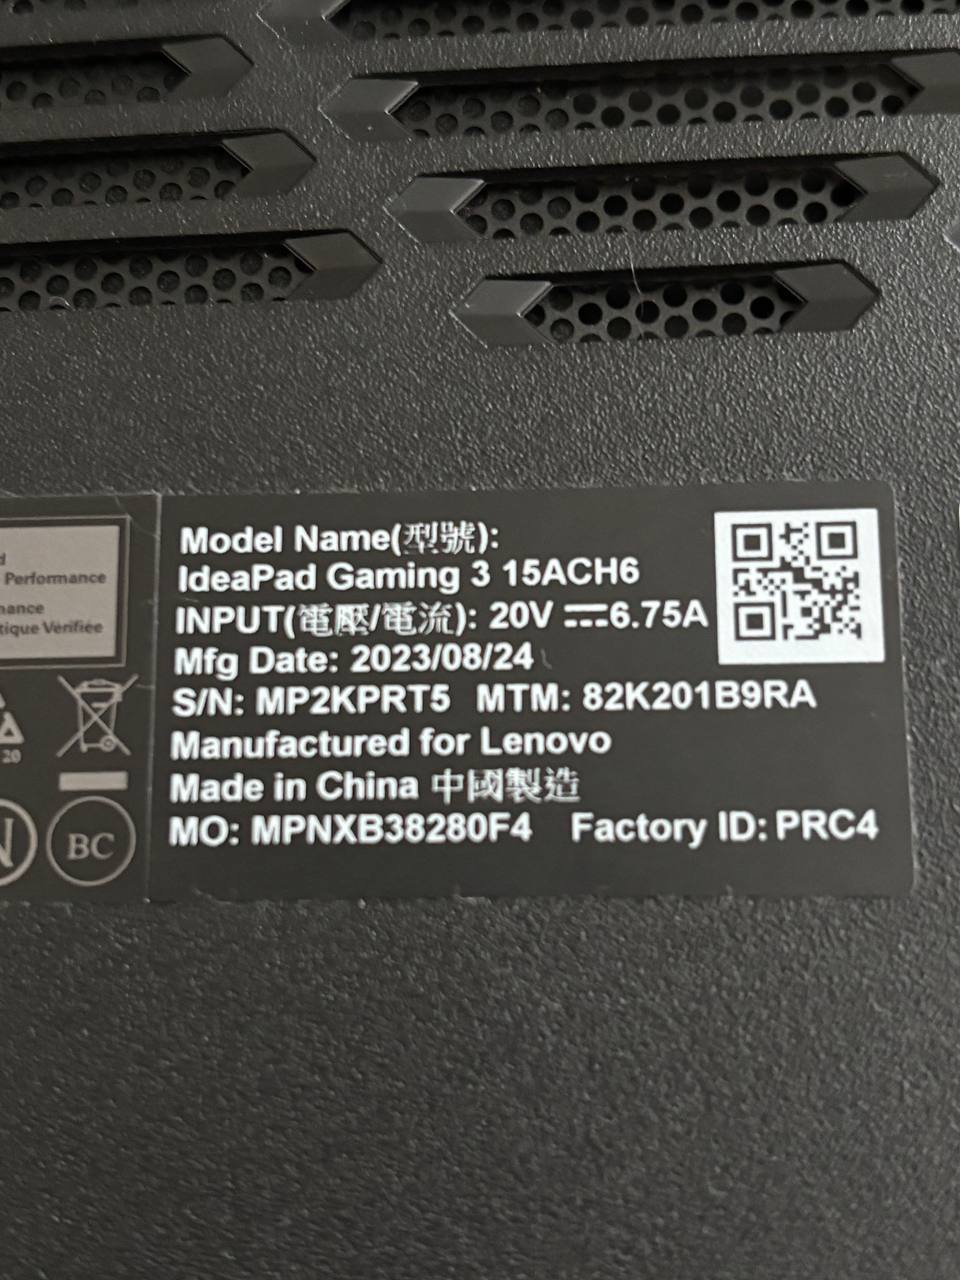 d
Performance
nance
tique Vérifiée
20
N
BC
Model Name(型號):
IdeaPad Gaming 3 15ACH6
INPUT(電壓/電流): 20V ⎓6.75A
Mfg Date: 2023/08/24
S/N: MP2KPRT5 MTM: 82K201B9RA
Manufactured for Lenovo
Made in China 中國製造
MO: MPNXB38280F4 Factory ID: PRC4